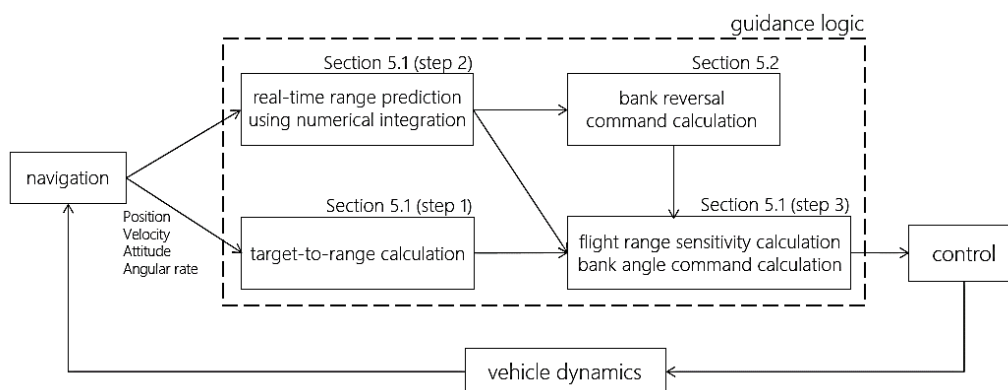 guidance logic
Section 5.1 (step 2)
real-time range prediction
using numerical integration
Section 5.2
bank reversal
command calculation
navigation
Position
Velocity
Attitude
Angular rate
Section 5.1 (step 1)
target-to-range calculation
Section 5.1 (step 3)
flight range sensitivity calculation
bank angle command calculation
control
vehicle dynamics